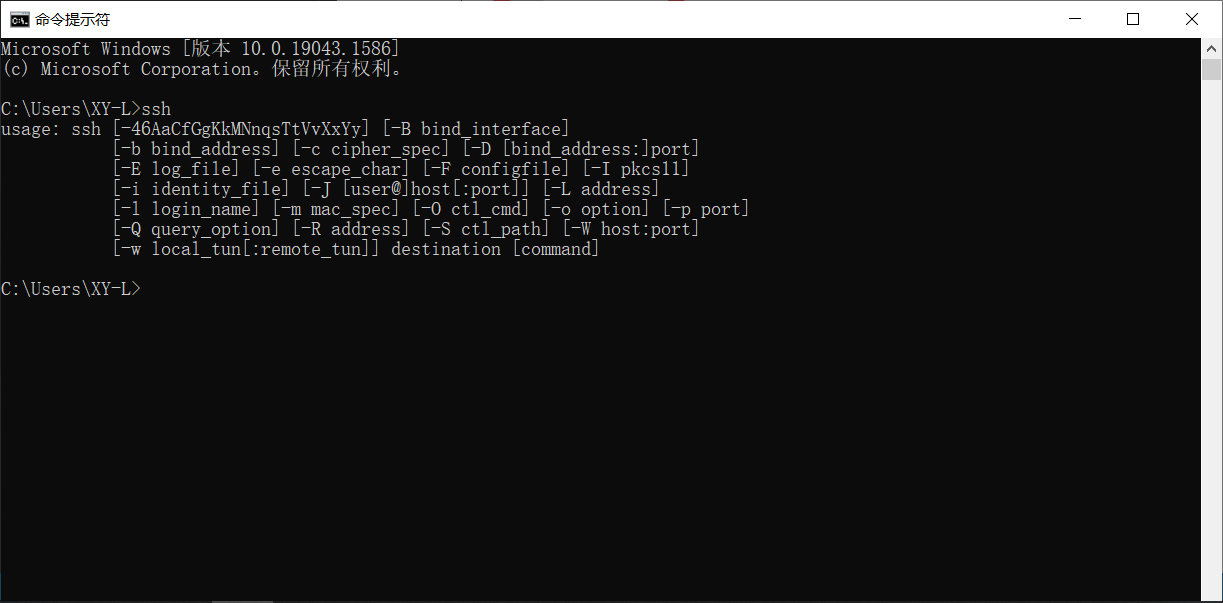 命令提示符
Microsoft Windows [版本 10.0.19043.1586]
(c) Microsoft Corporation。保留所有权利。
C:\Users\XY-L>ssh
usage: ssh [-46AaCfGgKkMNnqsTtVvXxYy] [-B bind_interface]
           [-b bind_address] [-c cipher_spec] [-D [bind_address:]port]
           [-E log_file] [-e escape_char] [-F configfile] [-I pkcs11]
           [-i identity_file] [-J [user@]host[:port]] [-L address]
           [-l login_name] [-m mac_spec] [-O ctl_cmd] [-o option] [-p port]
           [-Q query_option] [-R address] [-S ctl_path] [-W host:port]
           [-w local_tun[:remote_tun]] destination [command]
C:\Users\XY-L>